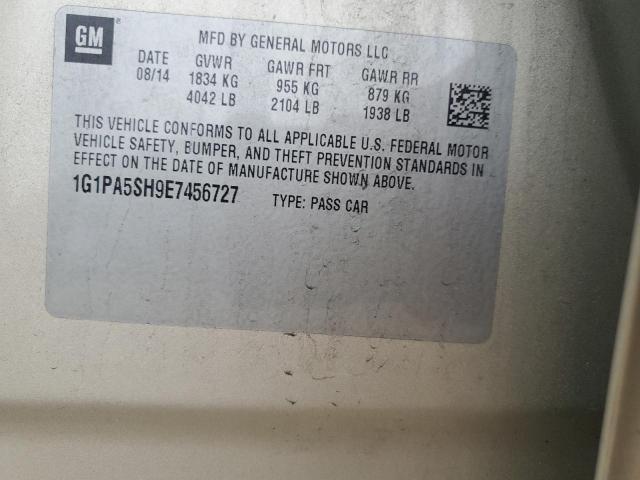 GM
MFD BY GENERAL MOTORS LLC
DATE GVWR GAWR FRT GAWR RR
08/14 1834 KG 955 KG 879 KG
4042 LB 2104 LB 1938 LB
THIS VEHICLE CONFORMS TO ALL APPLICABLE U.S. FEDERAL MOTOR
VEHICLE SAFETY, BUMPER, AND THEFT PREVENTION STANDARDS IN
EFFECT ON THE DATE OF MANUFACTURE SHOWN ABOVE.
1G1PA5SH9E7456727 TYPE: PASS CAR